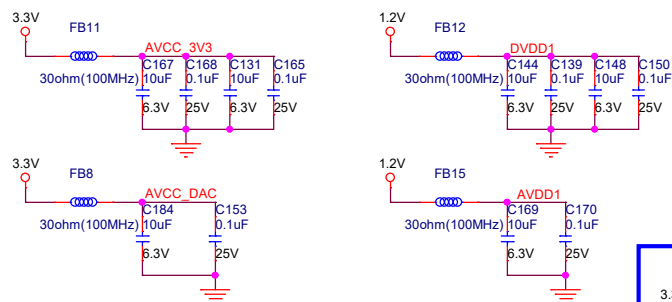 3.3V
FB11
AVCC_3V3
C167 C168 C131 C165
30ohm(100MHz) 10uF 0.1uF 10uF 0.1uF
6.3V 25V 6.3V 25V
1.2V
FB12
DVDD1
C144 C139 C148 C150
30ohm(100MHz) 10uF 0.1uF 10uF 0.1uF
6.3V 25V 6.3V 25V
3.3V
FB8
AVCC_DAC
C184 C153
30ohm(100MHz) 10uF 0.1uF
6.3V 25V
1.2V
FB15
AVDD1
C169 C170
30ohm(100MHz) 10uF 0.1uF
6.3V 25V